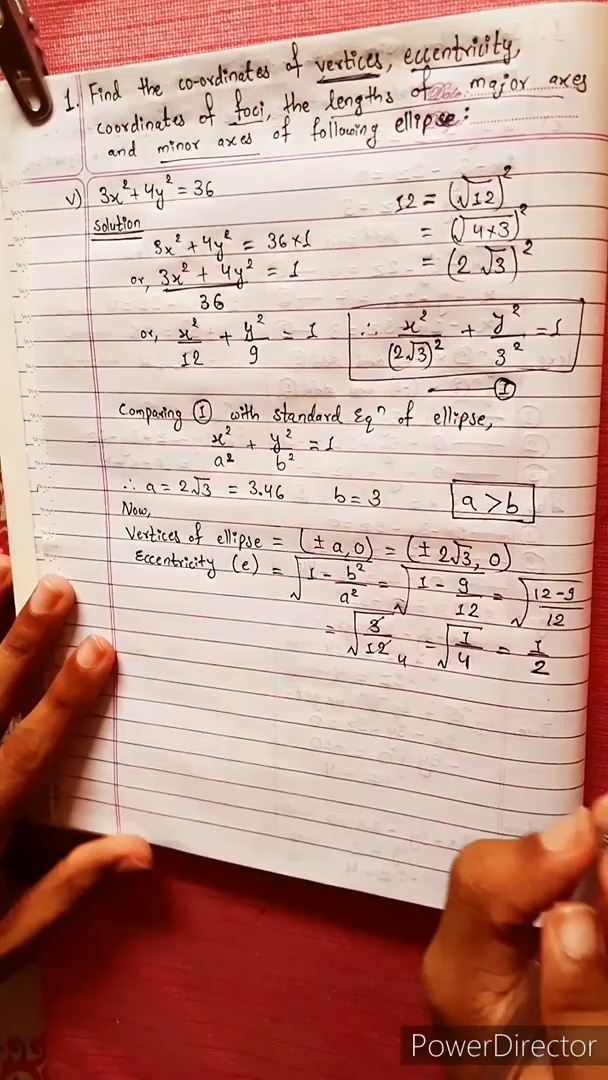 1. Find the co-ordinates of vertices, eccentricity,
coordinates of foci, the lengths of major axes
and minor axes of following ellipse:
v) 3x² + 4y² = 36
Solution
3x² + 4y² = 36×1
or, 3x² + 4y² / 36 = 1
or, x²/12 + y²/9 = 1
12 = (√12)²
= (√4×3)²
= (2√3)²
∴ x²/(2√3)² + y²/3² = 1
①
Comparing ① with standard Eqⁿ of ellipse,
x²/a² + y²/b² = 1
∴ a = 2√3 = 3.46 b = 3 a > b
Now,
Vertices of ellipse = (± a, 0) = (± 2√3, 0)
Eccentricity (e) = √(1 - b²/a²) = √(1 - 9/12) = √((12-9)/12)
= √(3/12) 4 = √(1/4) = 1/2
PowerDirector